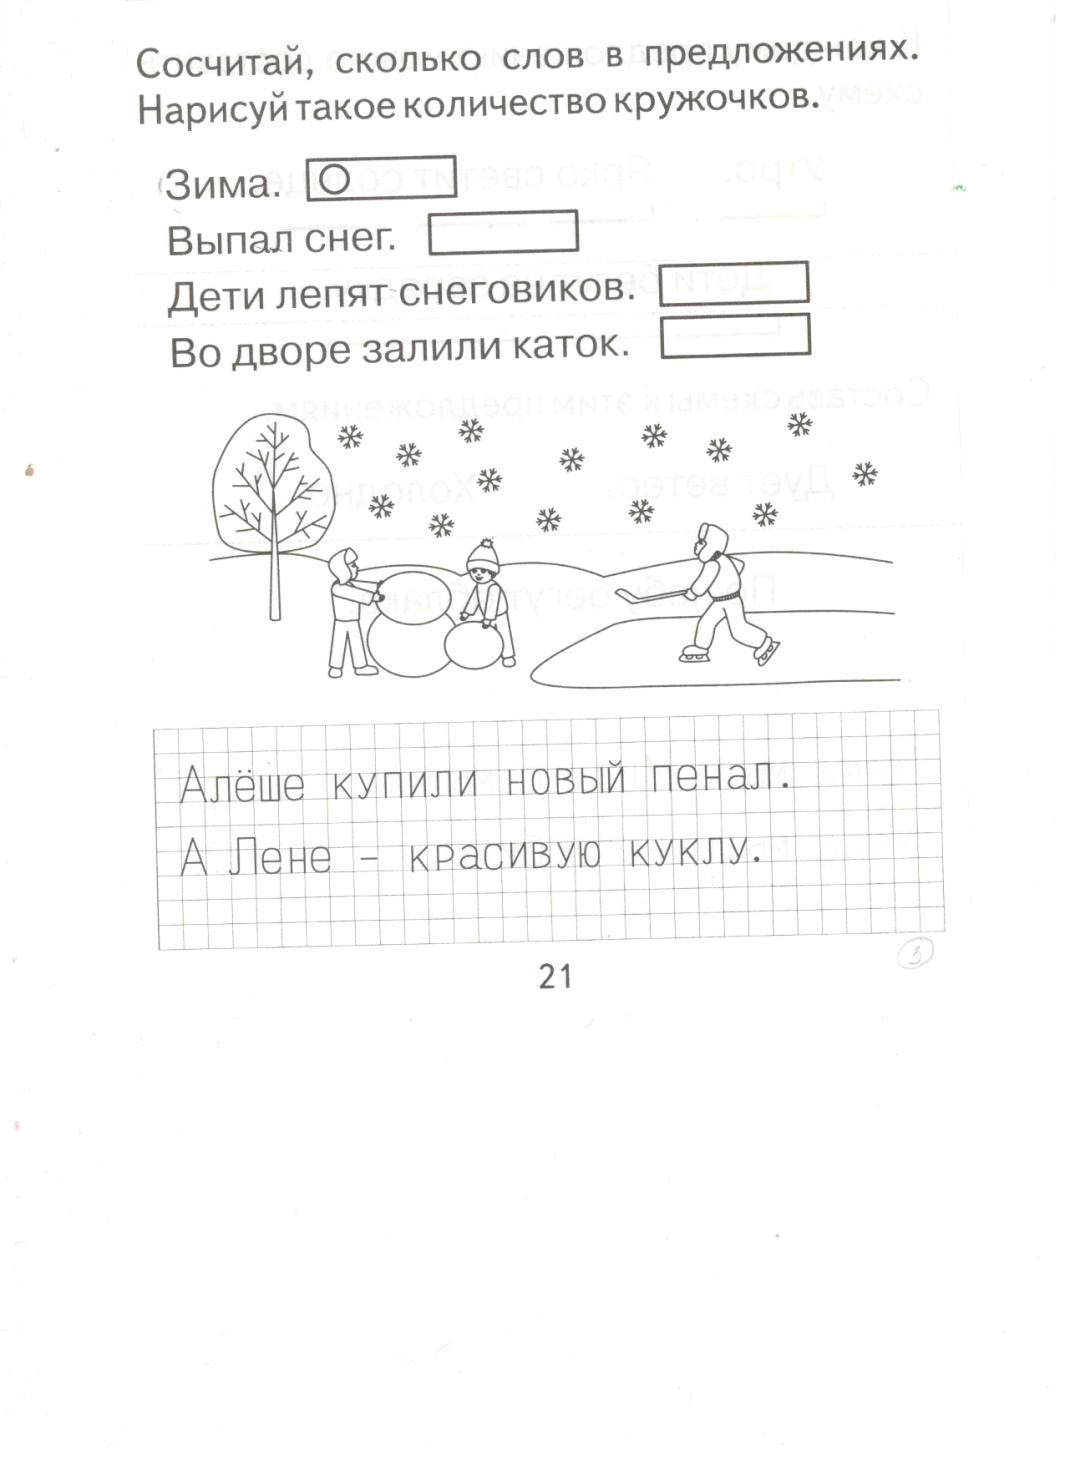 Сосчитай, сколько слов в предложениях.
Нарисуй такое количество кружочков.
Зима.
Выпал снег.
Дети лепят снеговиков.
Во дворе залили каток.
Алёше купили новый пенал.
А Лене – красивую куклу.
3
21